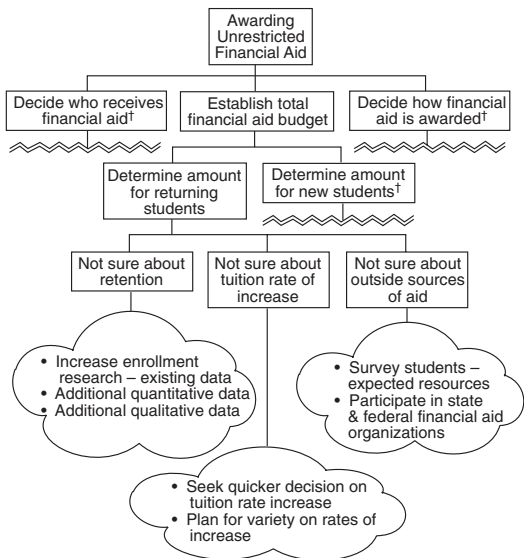 Awarding
Unrestricted
Financial Aid
Decide who receives
financial aid†
Establish total
financial aid budget
Decide how financial
aid is awarded†
Determine amount
for returning
students
Determine amount
for new students†
Not sure about
retention
Not sure about
tuition rate of
increase
Not sure about
outside sources
of aid
• Increase enrollment
research – existing data
• Additional quantitative data
• Additional qualitative data
• Survey students –
expected resources
• Participate in state
& federal financial aid
organizations
• Seek quicker decision on
tuition rate increase
• Plan for variety on rates of
increase